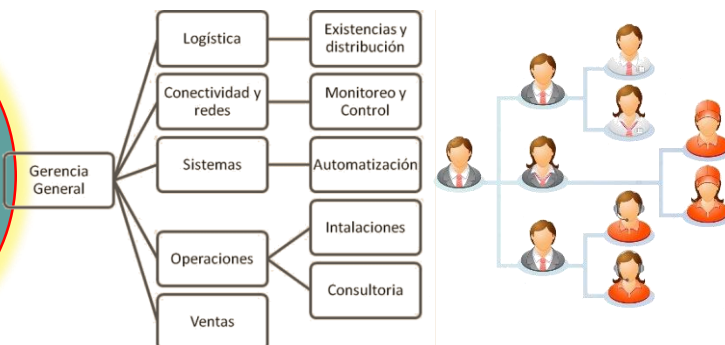 Gerencia
General
Logística
Existencias y
distribución
Conectividad y
redes
Monitoreo y
Control
Sistemas
Automatización
Operaciones
Intalaciones
Consultoria
Ventas